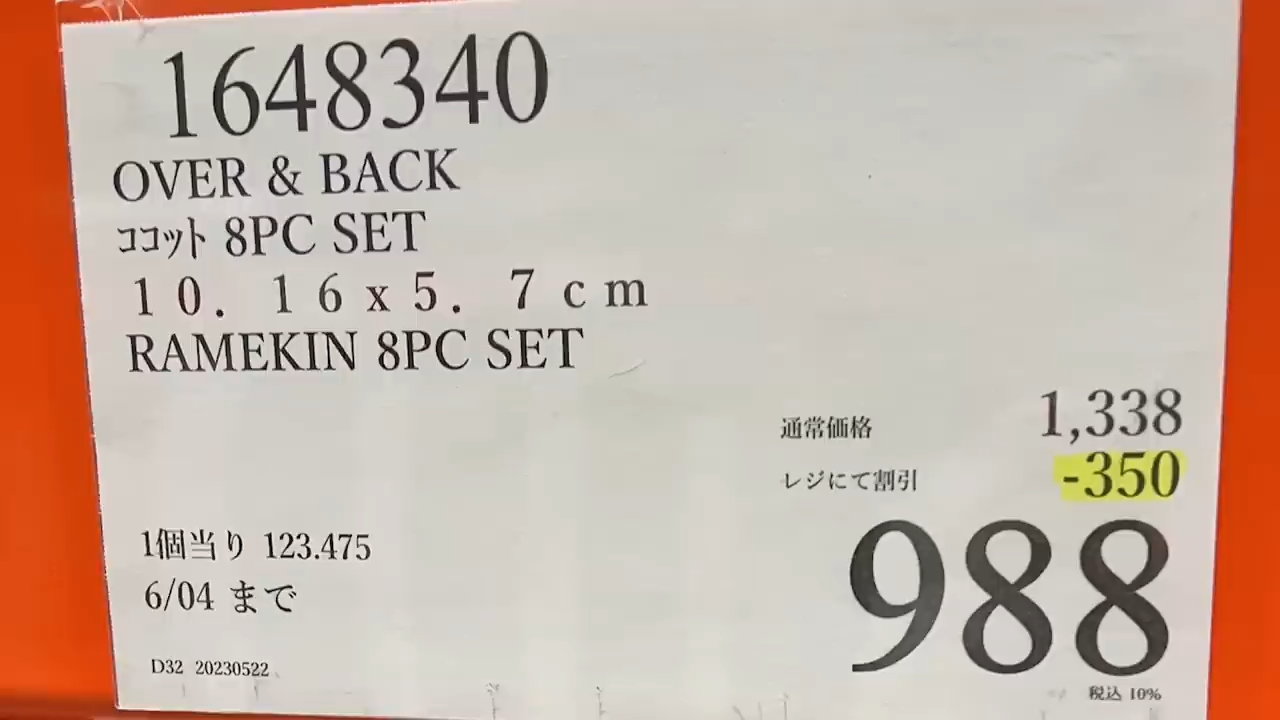 1648340
OVER & BACK
ｺｺｯﾄ 8PC SET
１０．１６ｘ５．７ｃｍ
RAMEKIN 8PC SET
通常価格 1,338
レジにて割引 -350
988
税込 10%
1個当り 123.475
6/04 まで
D32 20230522